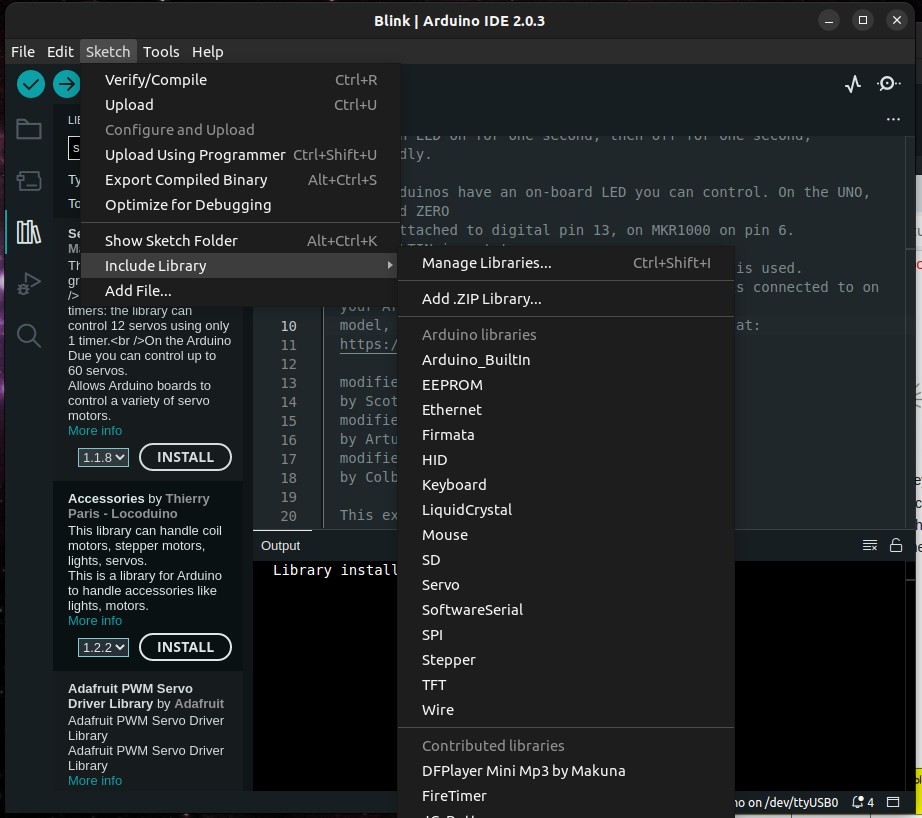 Blink | Arduino IDE 2.0.3
File Edit Sketch Tools Help
Verify/Compile Ctrl+R
Upload Ctrl+U
Configure and Upload
Upload Using Programmer Ctrl+Shift+U
Export Compiled Binary Alt+Ctrl+S
Optimize for Debugging
Show Sketch Folder Alt+Ctrl+K
Include Library
Add File...
Manage Libraries... Ctrl+Shift+I
Add .ZIP Library...
Arduino libraries
Arduino_BuiltIn
EEPROM
Ethernet
Firmata
HID
Keyboard
LiquidCrystal
Mouse
SD
Servo
SoftwareSerial
SPI
Stepper
TFT
Wire
Contributed libraries
DFPlayer Mini Mp3 by Makuna
FireTimer
timers: the library can
control 12 servos using only
1 timer.<br />On the Arduino
Due you can control up to
60 servos.
Allows Arduino boards to
control a variety of servo
motors.
More info
1.1.8 INSTALL
Accessories by Thierry
Paris - Locoduino
This library can handle coil
motors, stepper motors,
lights, servos.
This is a library for Arduino
to handle accessories like
lights, motors.
More info
1.2.2 INSTALL
Adafruit PWM Servo
Driver Library by Adafruit
Adafruit PWM Servo Driver
Library
Adafruit PWM Servo Driver
Library
More info
LED on for one second, then off for one second,
dly.
duinos have an on-board LED you can control. On the UNO,
ZERO
ttached to digital pin 13, on MKR1000 on pin 6.
is used.
s connected to on
your
10 model, at:
11 https:/
12
13 modifie
14 by Scot
15 modifie
16 by Artu
17 modifie
18 by Colb
19
20 This ex
Output
Library install
no on /dev/ttyUSB0 4